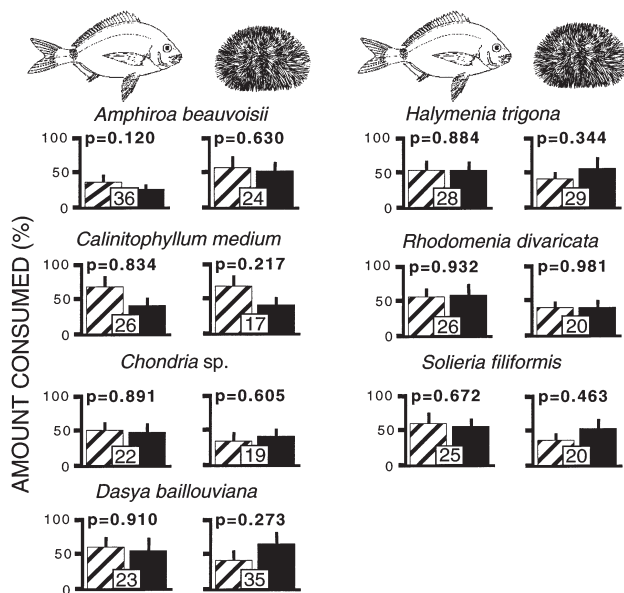 AMOUNT CONSUMED (%)
Amphiroa beauvoisii
100 p=0.120 p=0.630
50
0 36 24
Calinitophyllum medium
100 p=0.834 p=0.217
50
0 26 17
Chondria sp.
100 p=0.891 p=0.605
50
0 22 19
Dasya baillouviana
100 p=0.910 p=0.273
50
0 23 35
Halymenia trigona
100 p=0.884 p=0.344
50
0 28 29
Rhodomenia divaricata
100 p=0.932 p=0.981
50
0 26 20
Solieria filiformis
100 p=0.672 p=0.463
50
0 25 20